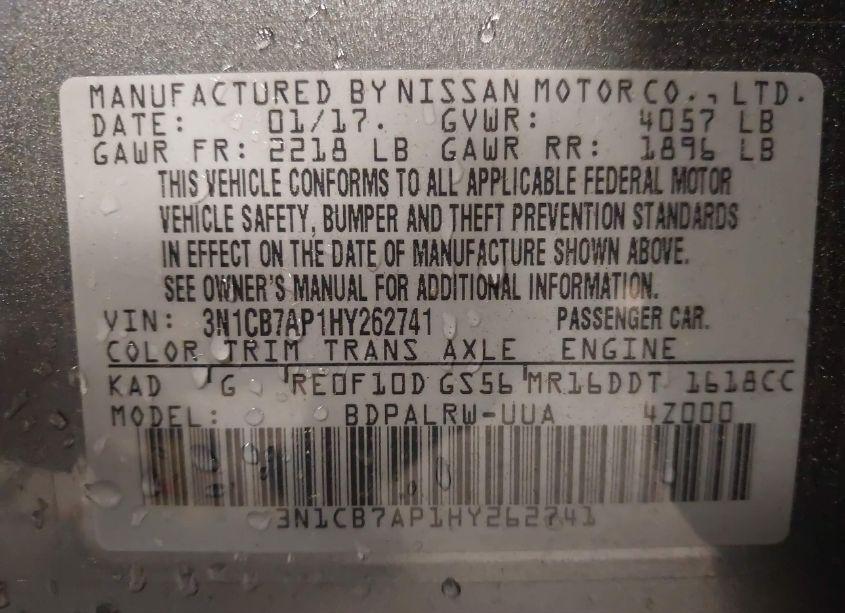 MANUFACTURED BY NISSAN MOTOR CO., LTD.
DATE: 01/17. GVWR: 4057 LB
GAWR FR: 2218 LB GAWR RR: 1896 LB
THIS VEHICLE CONFORMS TO ALL APPLICABLE FEDERAL MOTOR
VEHICLE SAFETY, BUMPER AND THEFT PREVENTION STANDARDS
IN EFFECT ON THE DATE OF MANUFACTURE SHOWN ABOVE.
SEE OWNER'S MANUAL FOR ADDITIONAL INFORMATION.
VIN: 3N1CB7AP1HY262741 PASSENGER CAR.
COLOR TRIM TRANS AXLE ENGINE
KAD G RE0F10D GS56 MR16DDT 1618CC
MODEL: BDPALRW-UUA 4Z000
3N1CB7AP1HY262741